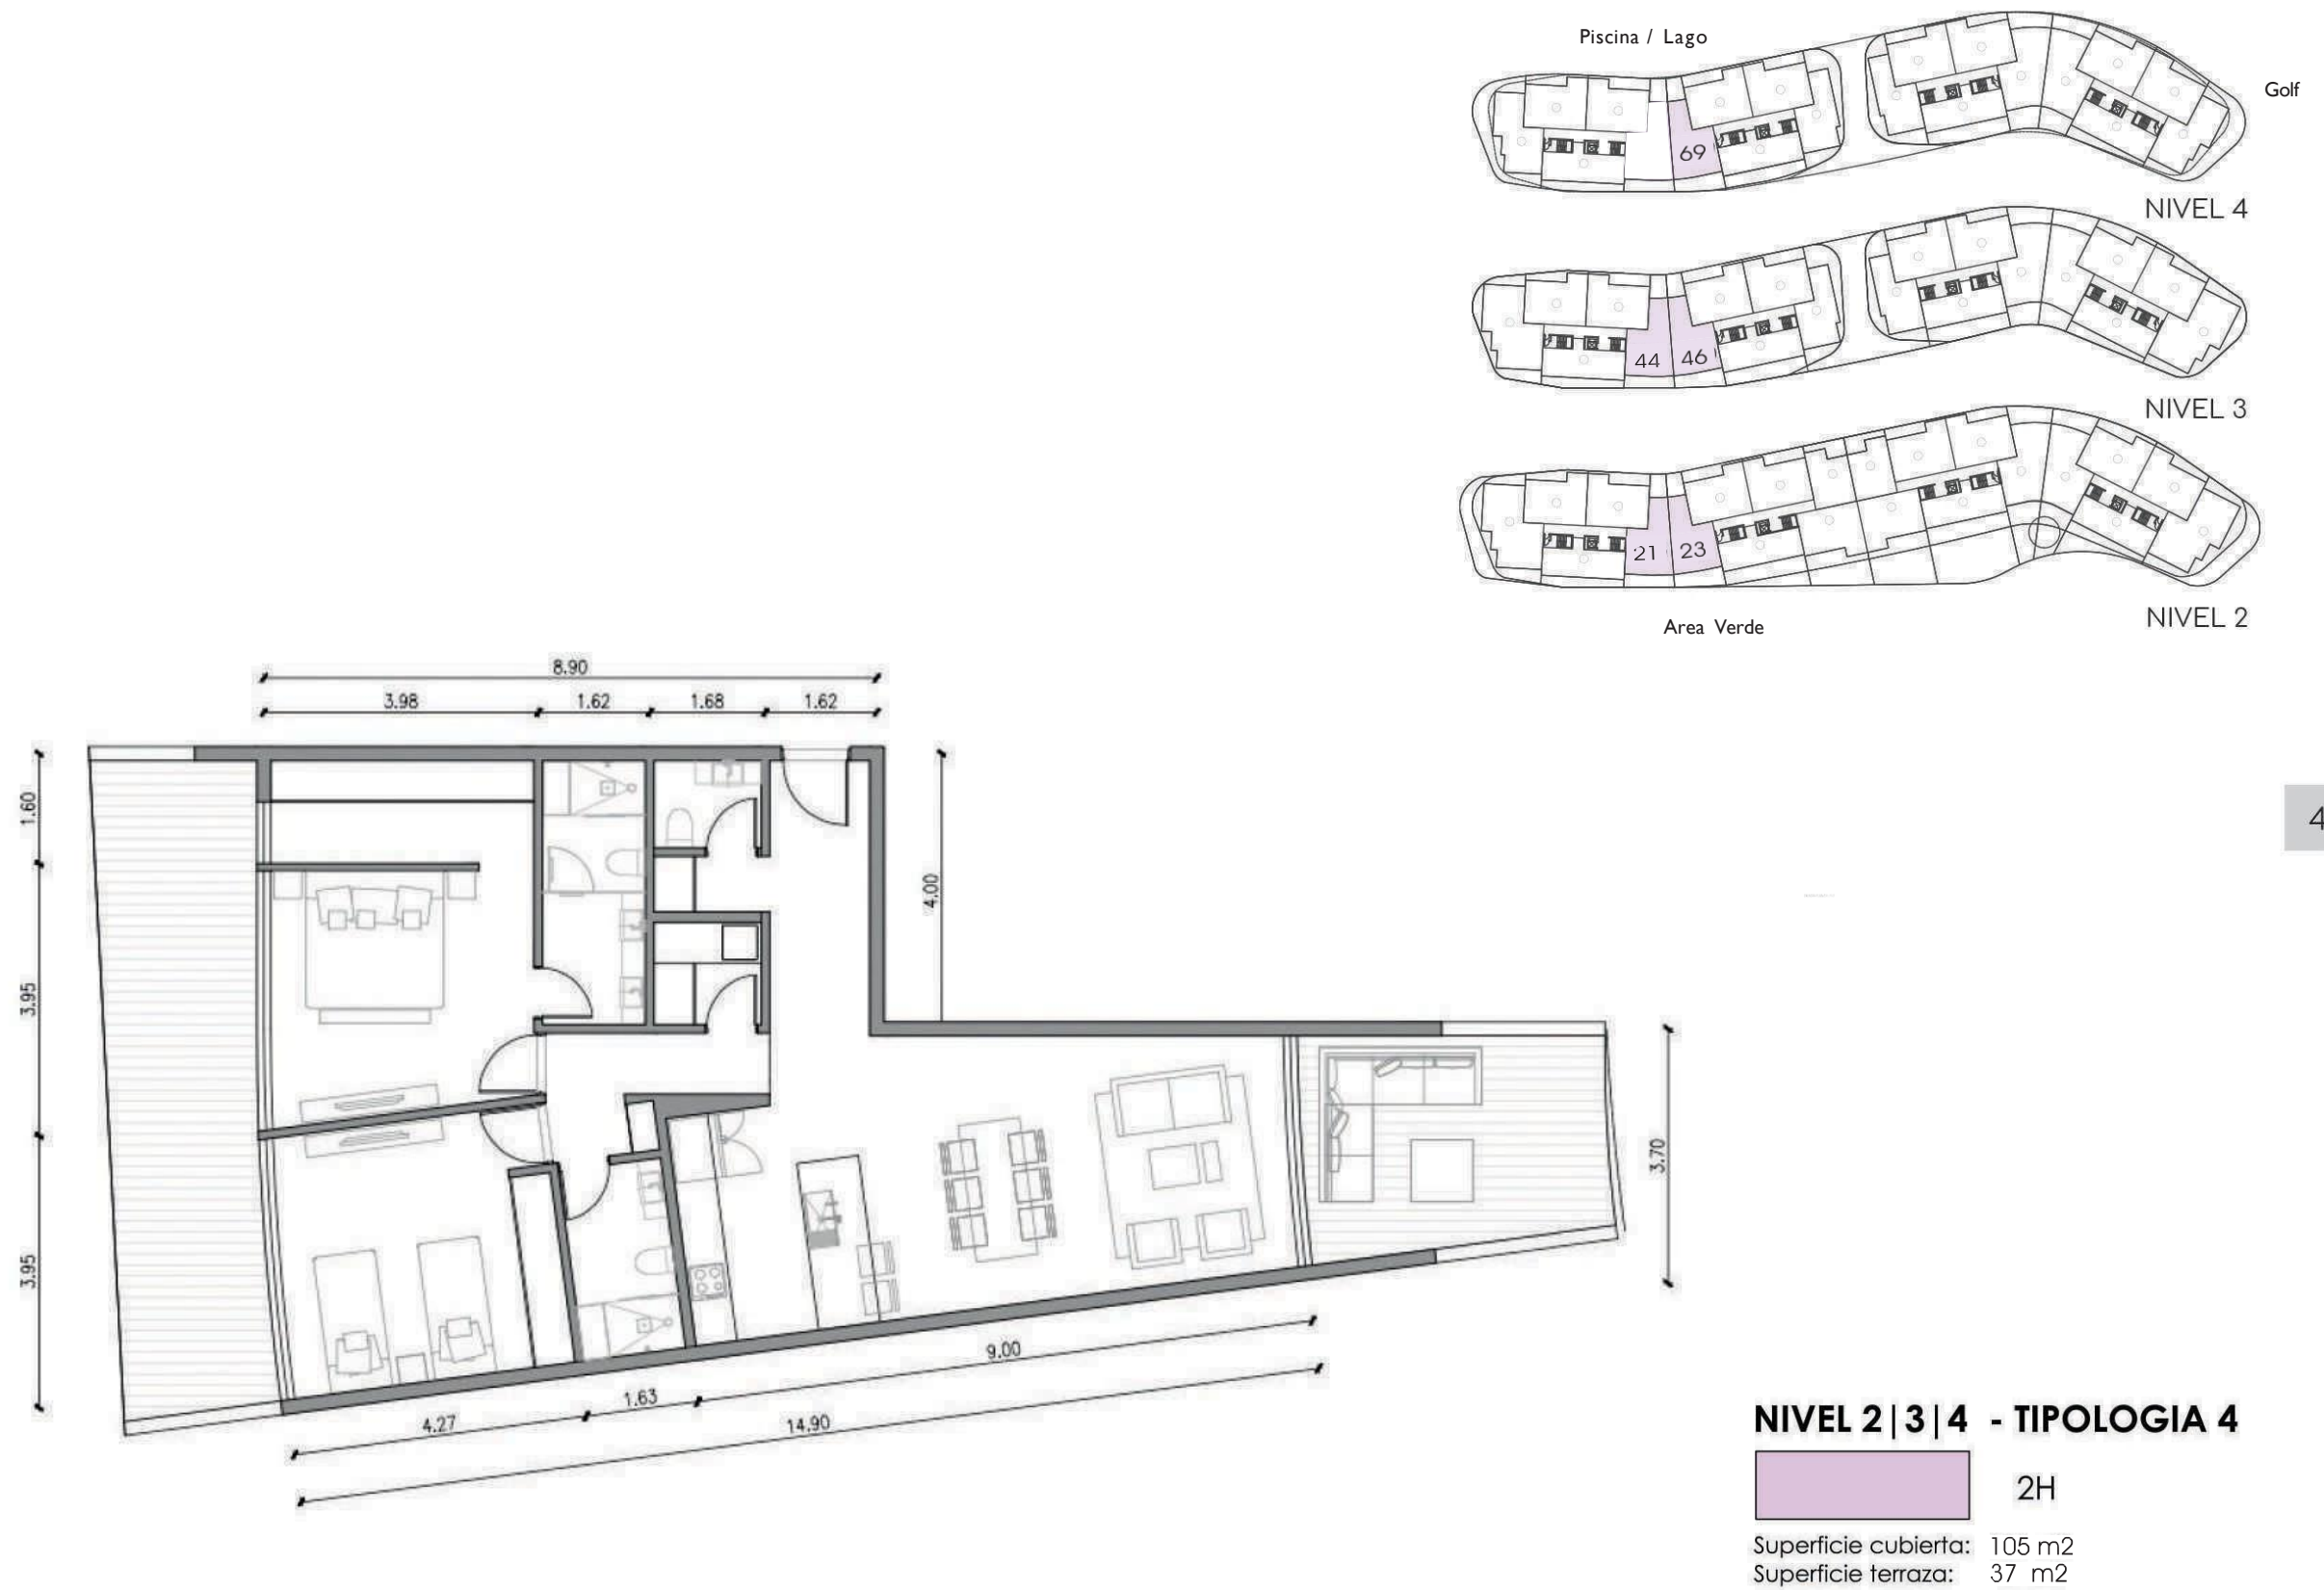 Piscina / Lago
Golf
69
NIVEL 4
44 46
NIVEL 3
21 23
NIVEL 2
Area Verde
8.90
3.98 1.62 1.68 1.62
1.60
4
4.00
3.95
3.70
3.95
9.00
1.63
4.27
14.90
NIVEL 2|3|4 - TIPOLOGIA 4
2H
Superficie cubierta: 105 m2
Superficie terraza: 37 m2